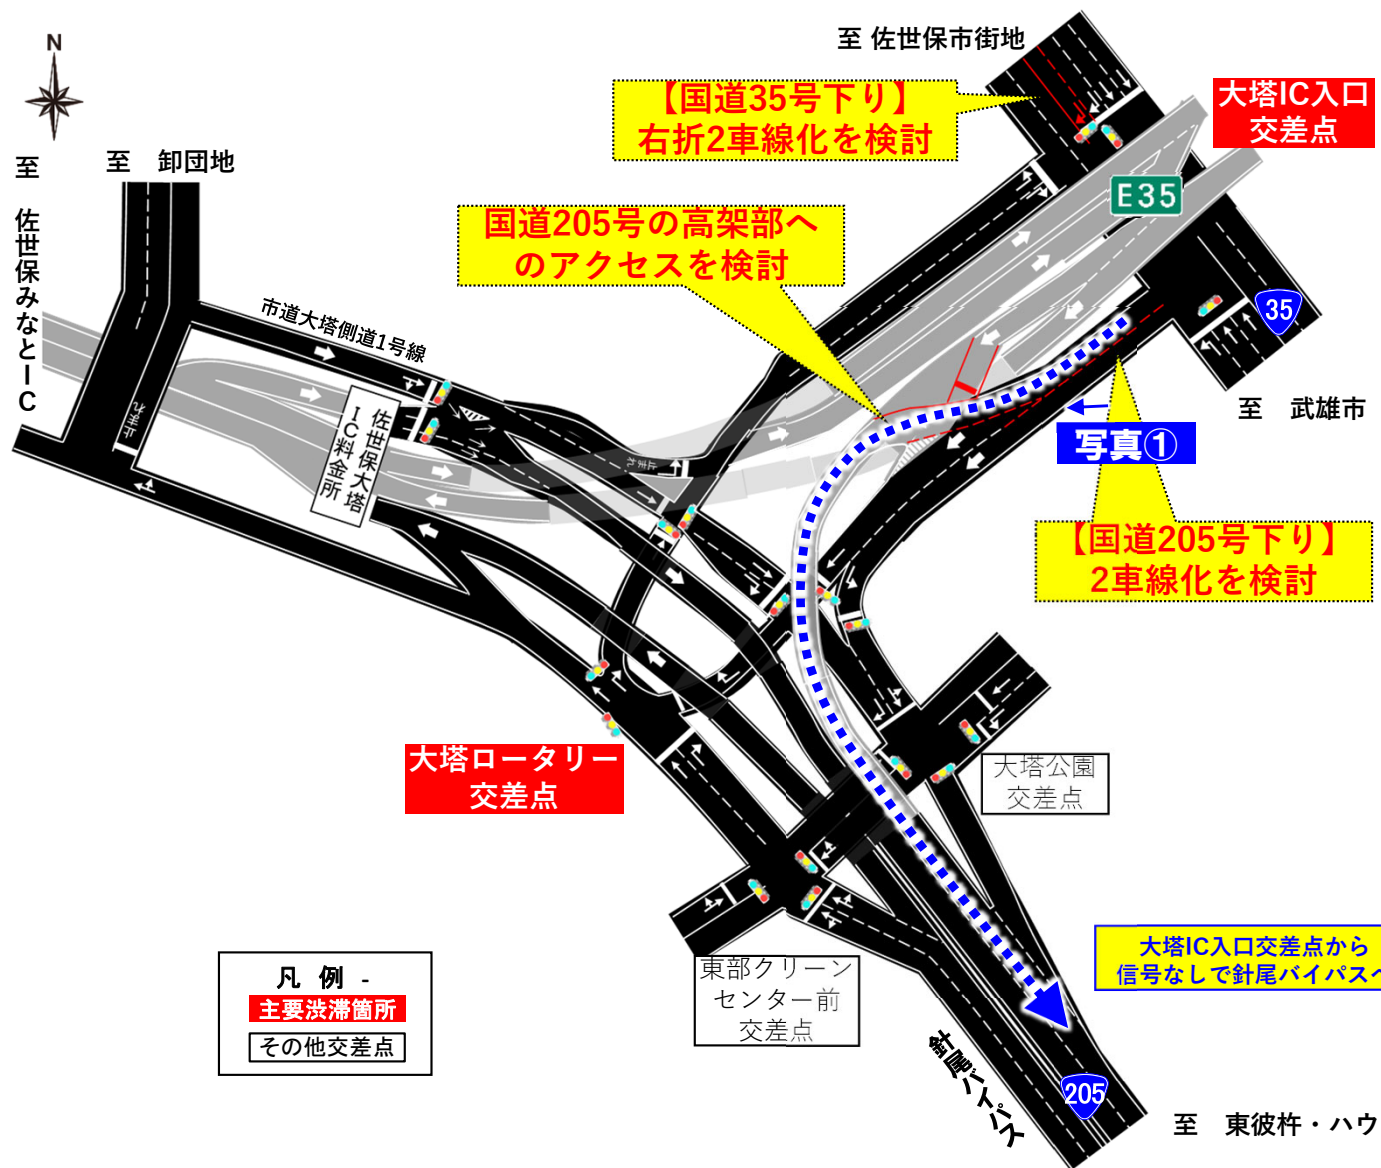 N
至 佐世保市街地
【国道35号下り】
右折2車線化を検討
大塔IC入口
交差点
至 佐世保みなとIC
至 卸団地
E35
国道205号の高架部へ
のアクセスを検討
市道大塔側道1号線
35
止まれ
佐世保大塔
IC料金所
止まれ
至 武雄市
写真①
【国道205号下り】
2車線化を検討
大塔ロータリー
交差点
大塔公園
交差点
東部クリーン
センター前
交差点
大塔IC入口交差点から
信号なしで針尾バイパスへ
凡 例 -
主要渋滞箇所
その他交差点
針尾バイパス
205
至 東彼杵・ハウ